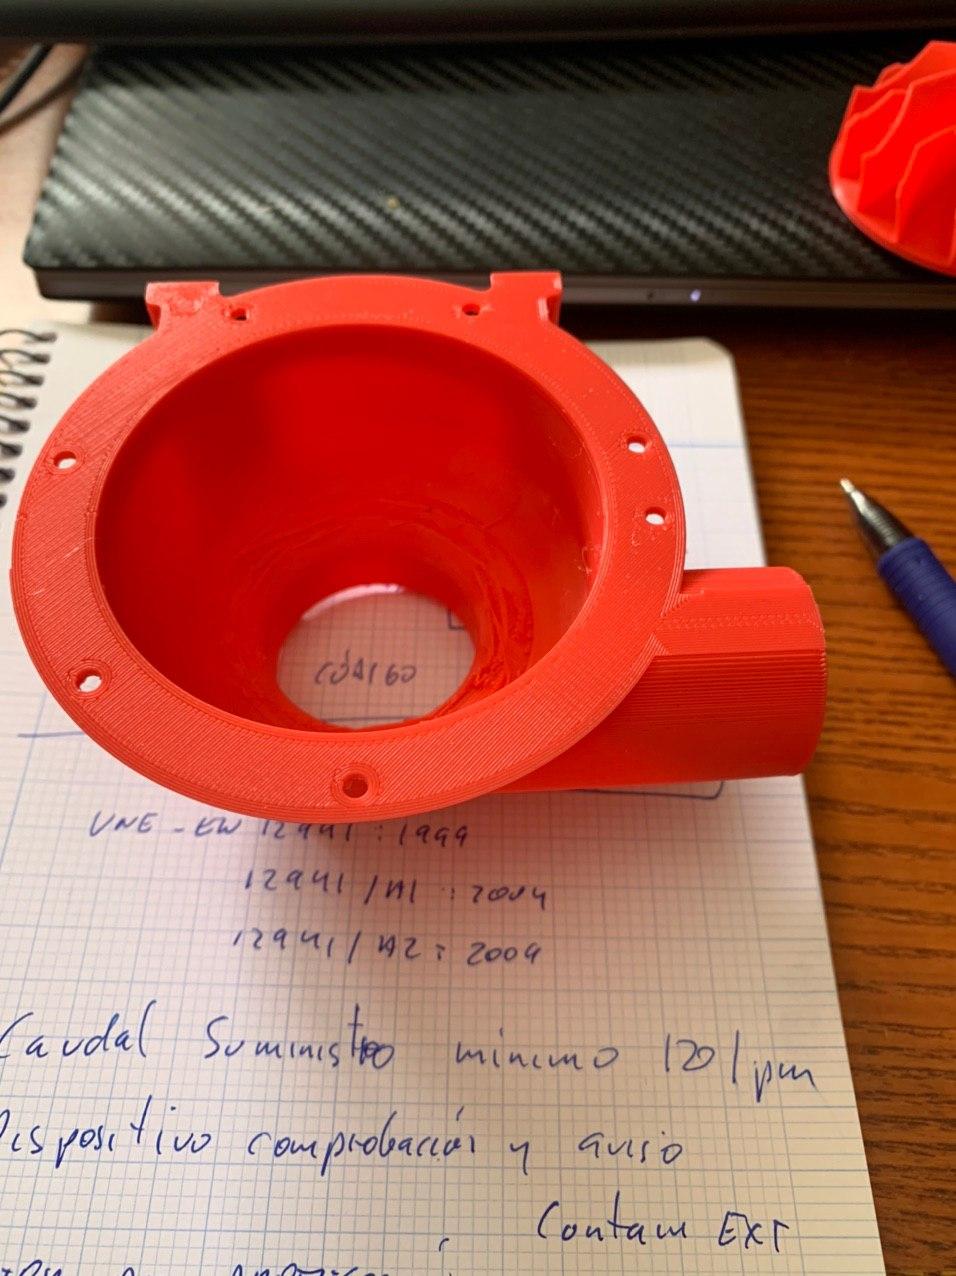 CÓDIGO
UNE - EN 12941 : 1999
12941 / A1 : 2004
12941 / A2 : 2009
Caudal Suministro mínimo 120 lpm
Dispositivo comprobación y aviso
Contam Ext